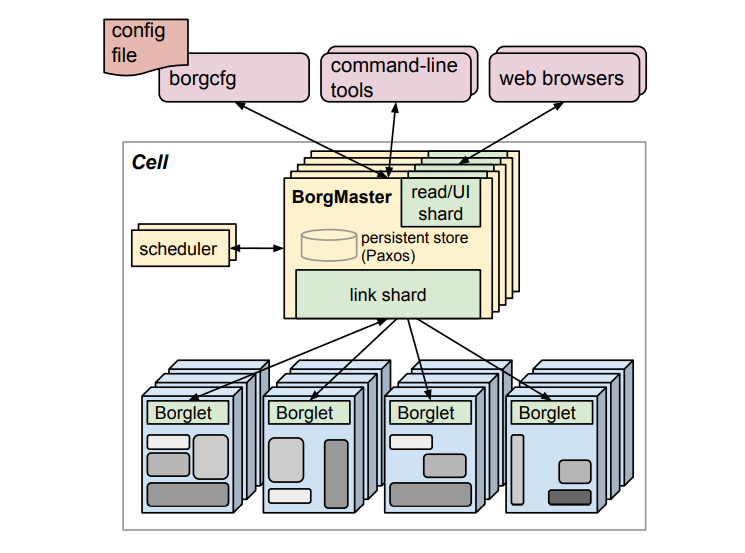 config
file
borgcfg
command-line
tools
web browsers
Cell
BorgMaster
read/UI
shard
persistent store
(Paxos)
scheduler
link shard
Borglet
Borglet
Borglet
Borglet